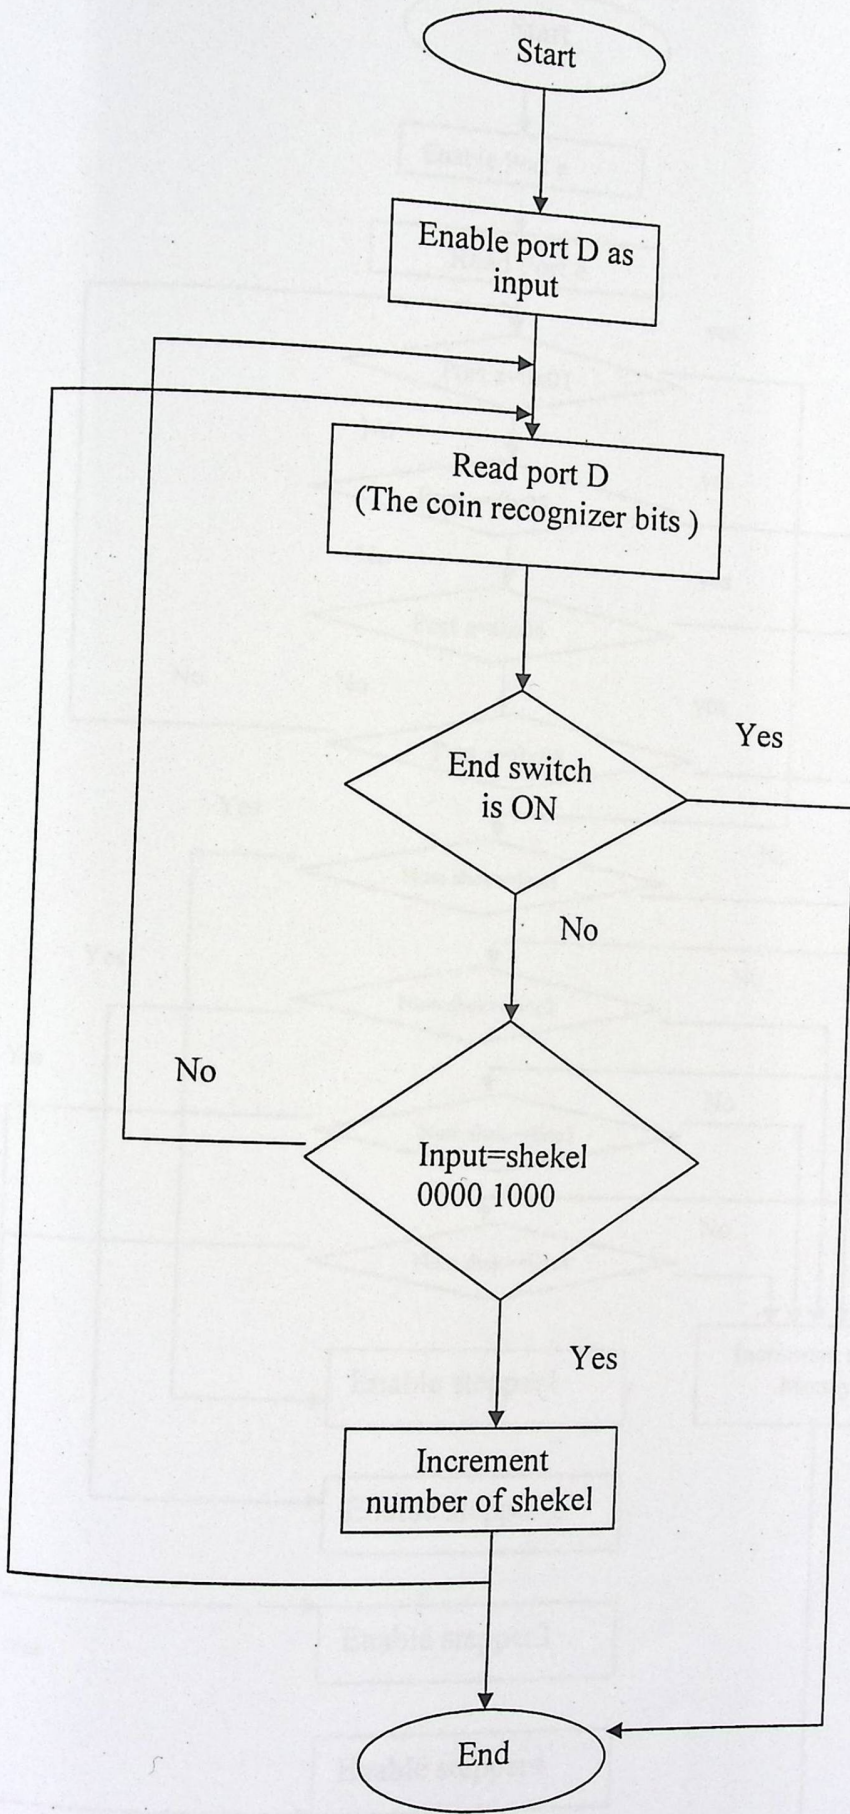 Start
Enable port D as
input
Read port D
(The coin recognizer bits )
End switch
is ON
Yes
No
No
Input=shekel
0000 1000
Yes
Increment
number of shekel
End